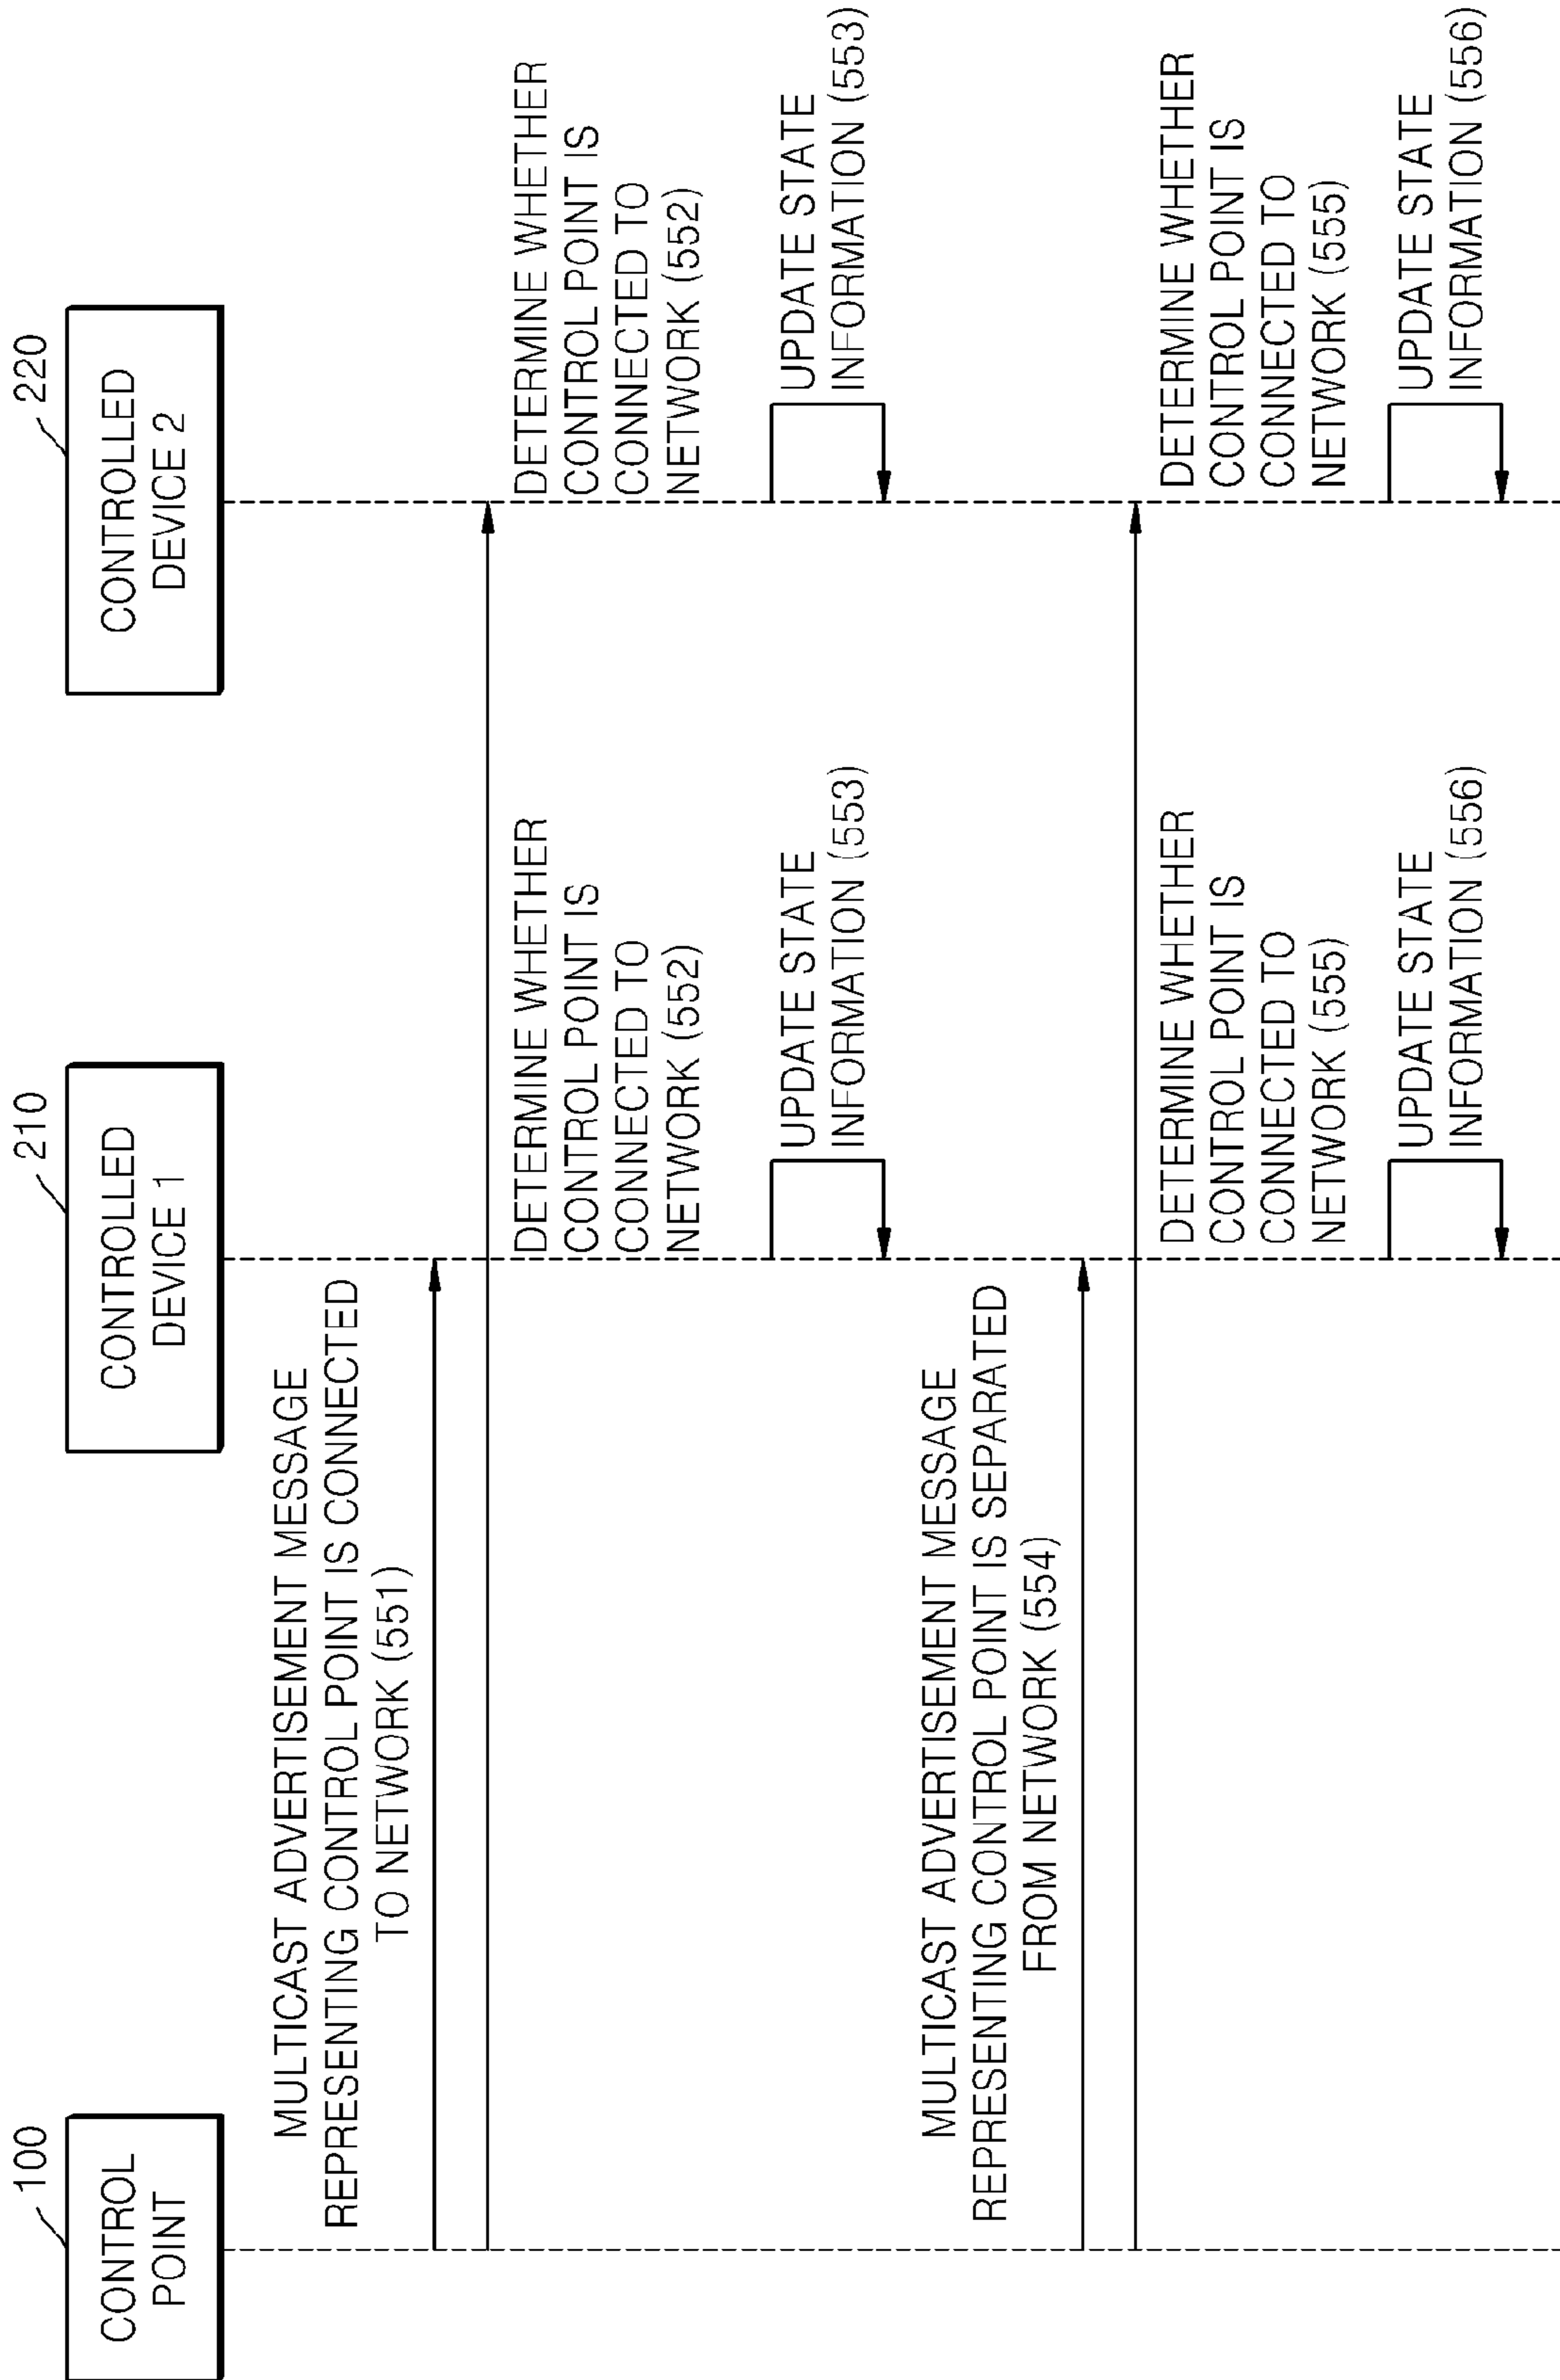 100
CONTROL
POINT
210
CONTROLLED
DEVICE 1
220
CONTROLLED
DEVICE 2
MULTICAST ADVERTISEMENT MESSAGE
REPRESENTING CONTROL POINT IS CONNECTED
TO NETWORK (551)
DETERMINE WHETHER
CONTROL POINT IS
CONNECTED TO
NETWORK (552)
DETERMINE WHETHER
CONTROL POINT IS
CONNECTED TO
NETWORK (552)
UPDATE STATE
INFORMATION (553)
UPDATE STATE
INFORMATION (553)
MULTICAST ADVERTISEMENT MESSAGE
REPRESENTING CONTROL POINT IS SEPARATED
FROM NETWORK (554)
DETERMINE WHETHER
CONTROL POINT IS
CONNECTED TO
NETWORK (555)
DETERMINE WHETHER
CONTROL POINT IS
CONNECTED TO
NETWORK (555)
UPDATE STATE
INFORMATION (556)
UPDATE STATE
INFORMATION (556)